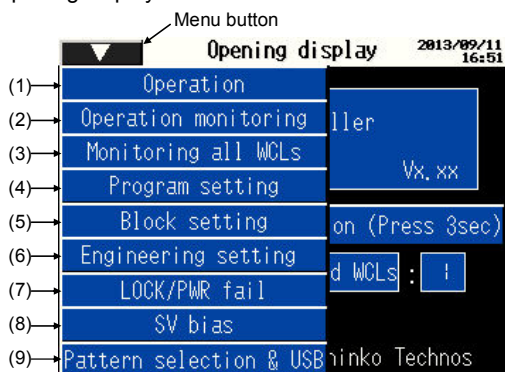 Menu button
Opening display 2013/09/11
16:51
(1) Operation
(2) Operation monitoring ller
(3) Monitoring all WCLs
Vx.xx
(4) Program setting
(5) Block setting on (Press 3sec)
(6) Engineering setting
d WCLs : 1
(7) LOCK/PWR fail
(8) SV bias
(9) Pattern selection & USB hinko Technos